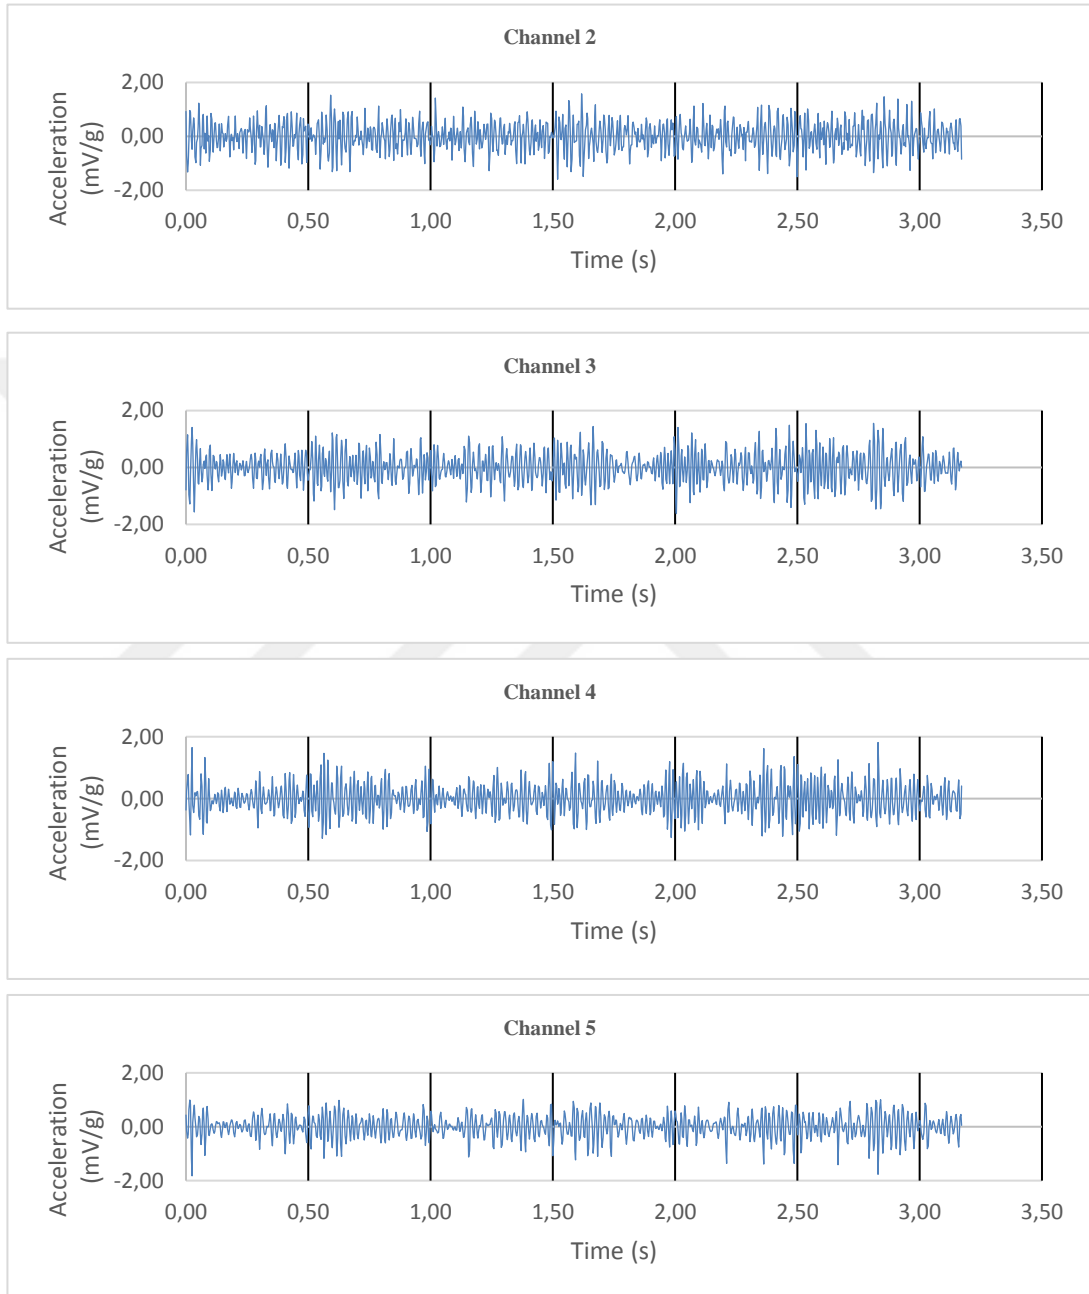 Channel 2
Acceleration
(mV/g)
2,00
0,00
-2,00
0,00 0,50 1,00 1,50 2,00 2,50 3,00 3,50
Time (s)
Channel 3
Acceleration
(mV/g)
2,00
0,00
-2,00
0,00 0,50 1,00 1,50 2,00 2,50 3,00 3,50
Time (s)
Channel 4
Acceleration
(mV/g)
2,00
0,00
-2,00
0,00 0,50 1,00 1,50 2,00 2,50 3,00 3,50
Time (s)
Channel 5
Acceleration
(mV/g)
2,00
0,00
-2,00
0,00 0,50 1,00 1,50 2,00 2,50 3,00 3,50
Time (s)